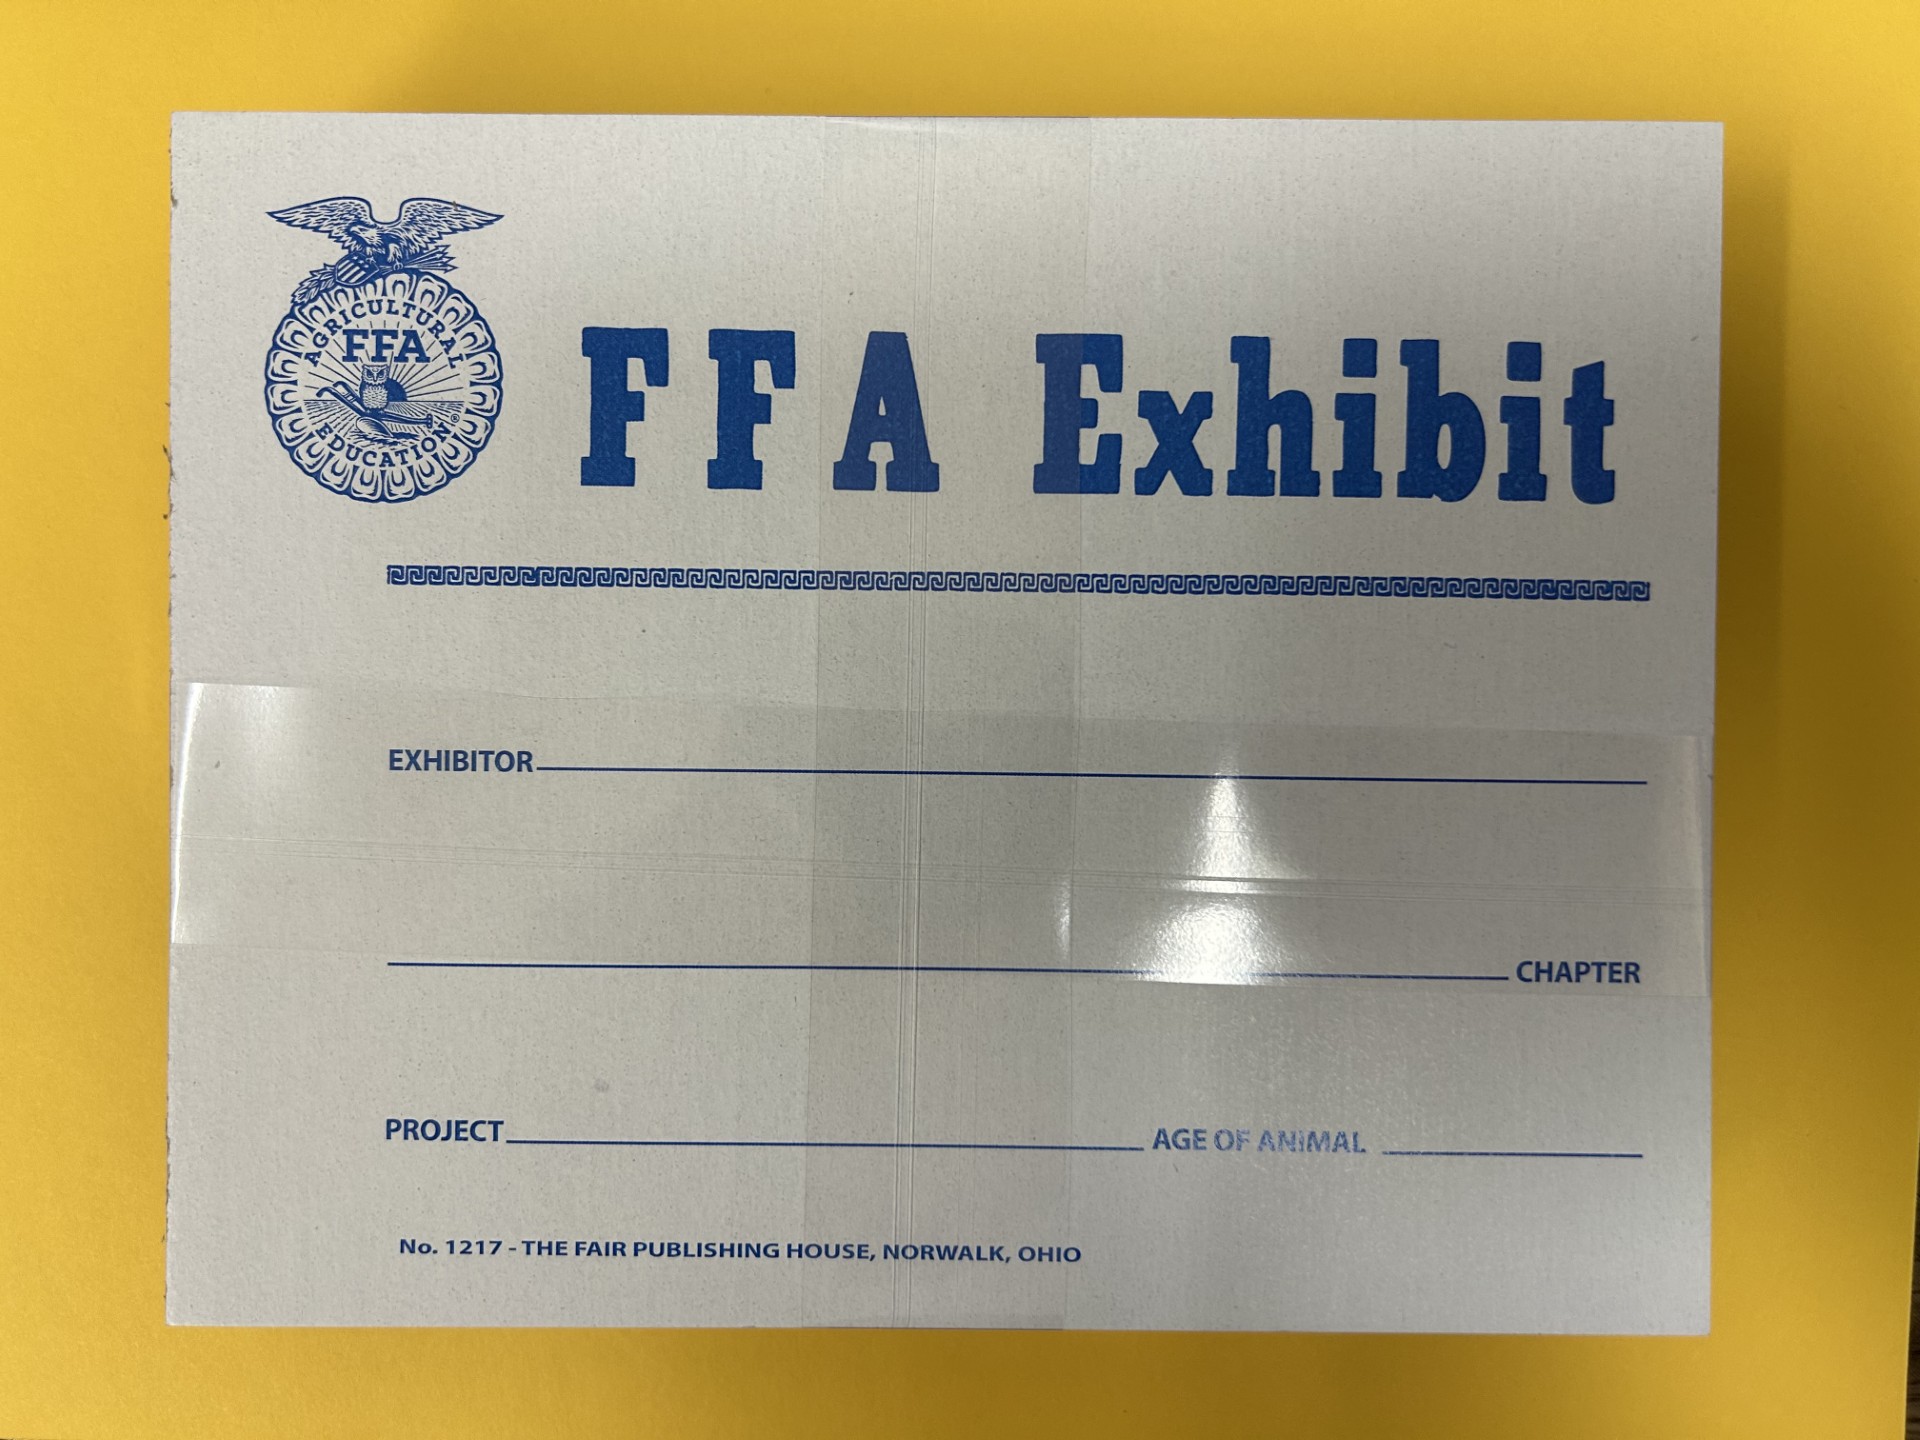 AGRICULTURAL
FFA
EDUCATION®
FFA Exhibit
EXHIBITOR
CHAPTER
PROJECT AGE OF ANIMAL
No. 1217 - THE FAIR PUBLISHING HOUSE, NORWALK, OHIO